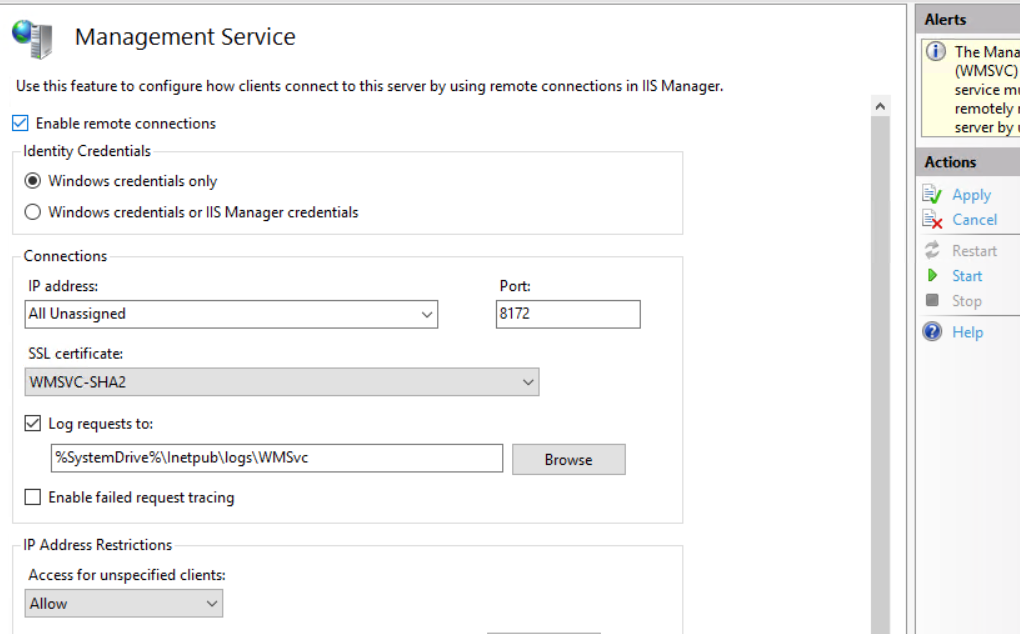 Management Service
Use this feature to configure how clients connect to this server by using remote connections in IIS Manager.
Enable remote connections
Identity Credentials
Windows credentials only
Windows credentials or IIS Manager credentials
Connections
IP address:
Port:
All Unassigned
8172
SSL certificate:
WMSVC-SHA2
Log requests to:
%SystemDrive%\Inetpub\logs\WMSvc
Browse
Enable failed request tracing
IP Address Restrictions
Access for unspecified clients:
Allow
Alerts
The Mana
(WMSVC)
service mu
remotely
server by
Actions
Apply
Cancel
Restart
Start
Stop
Help